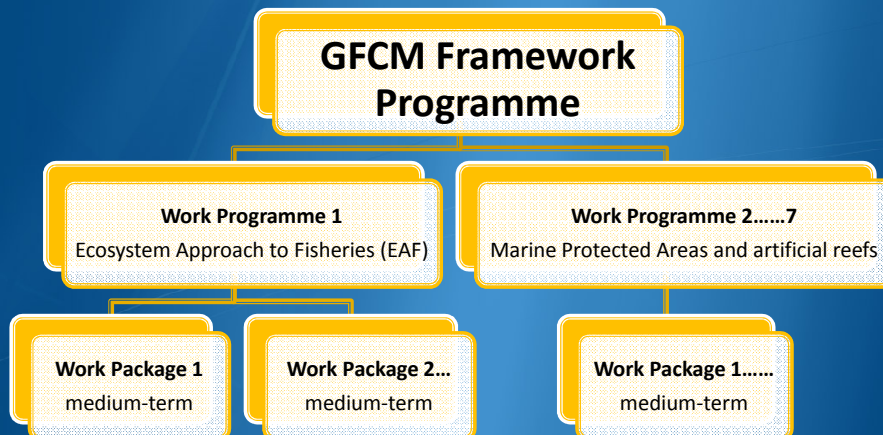 GFCM Framework
Programme
Work Programme 1
Ecosystem Approach to Fisheries (EAF)
Work Programme 2……7
Marine Protected Areas and artificial reefs
Work Package 1
medium-term
Work Package 2…
medium-term
Work Package 1……
medium-term